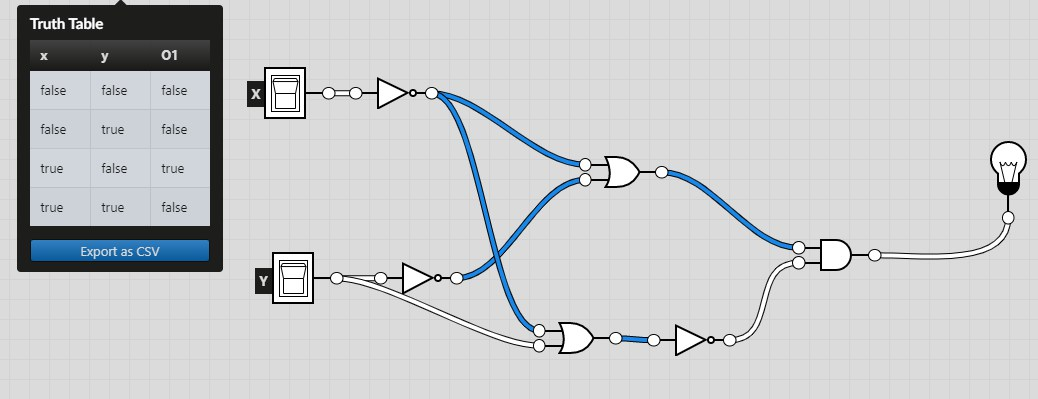 Truth Table
x y O1
false false false
false true false
true false true
true true false
Export as CSV
X
Y